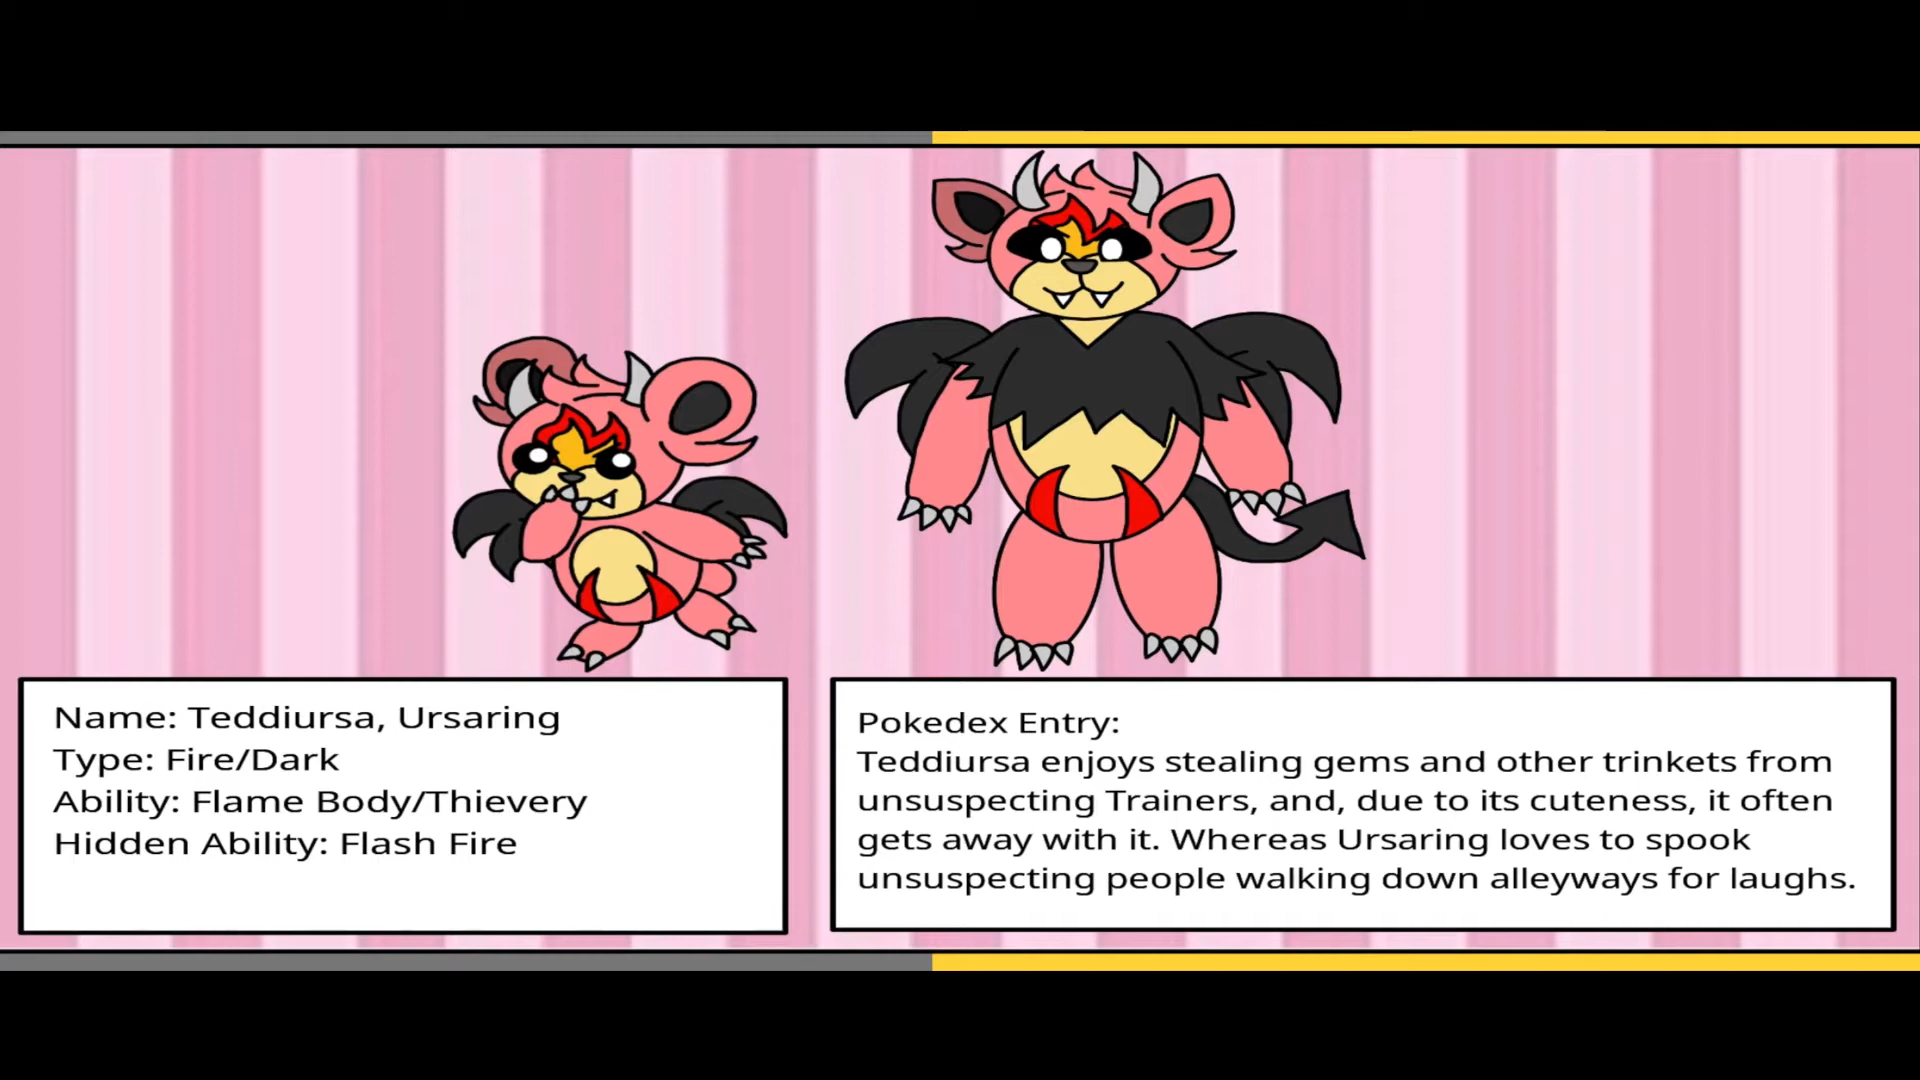 Name: Teddiursa, Ursaring
Type: Fire/Dark
Ability: Flame Body/Thievery
Hidden Ability: Flash Fire
Pokedex Entry:
Teddiursa enjoys stealing gems and other trinkets from
unsuspecting Trainers, and, due to its cuteness, it often
gets away with it. Whereas Ursaring loves to spook
unsuspecting people walking down alleyways for laughs.